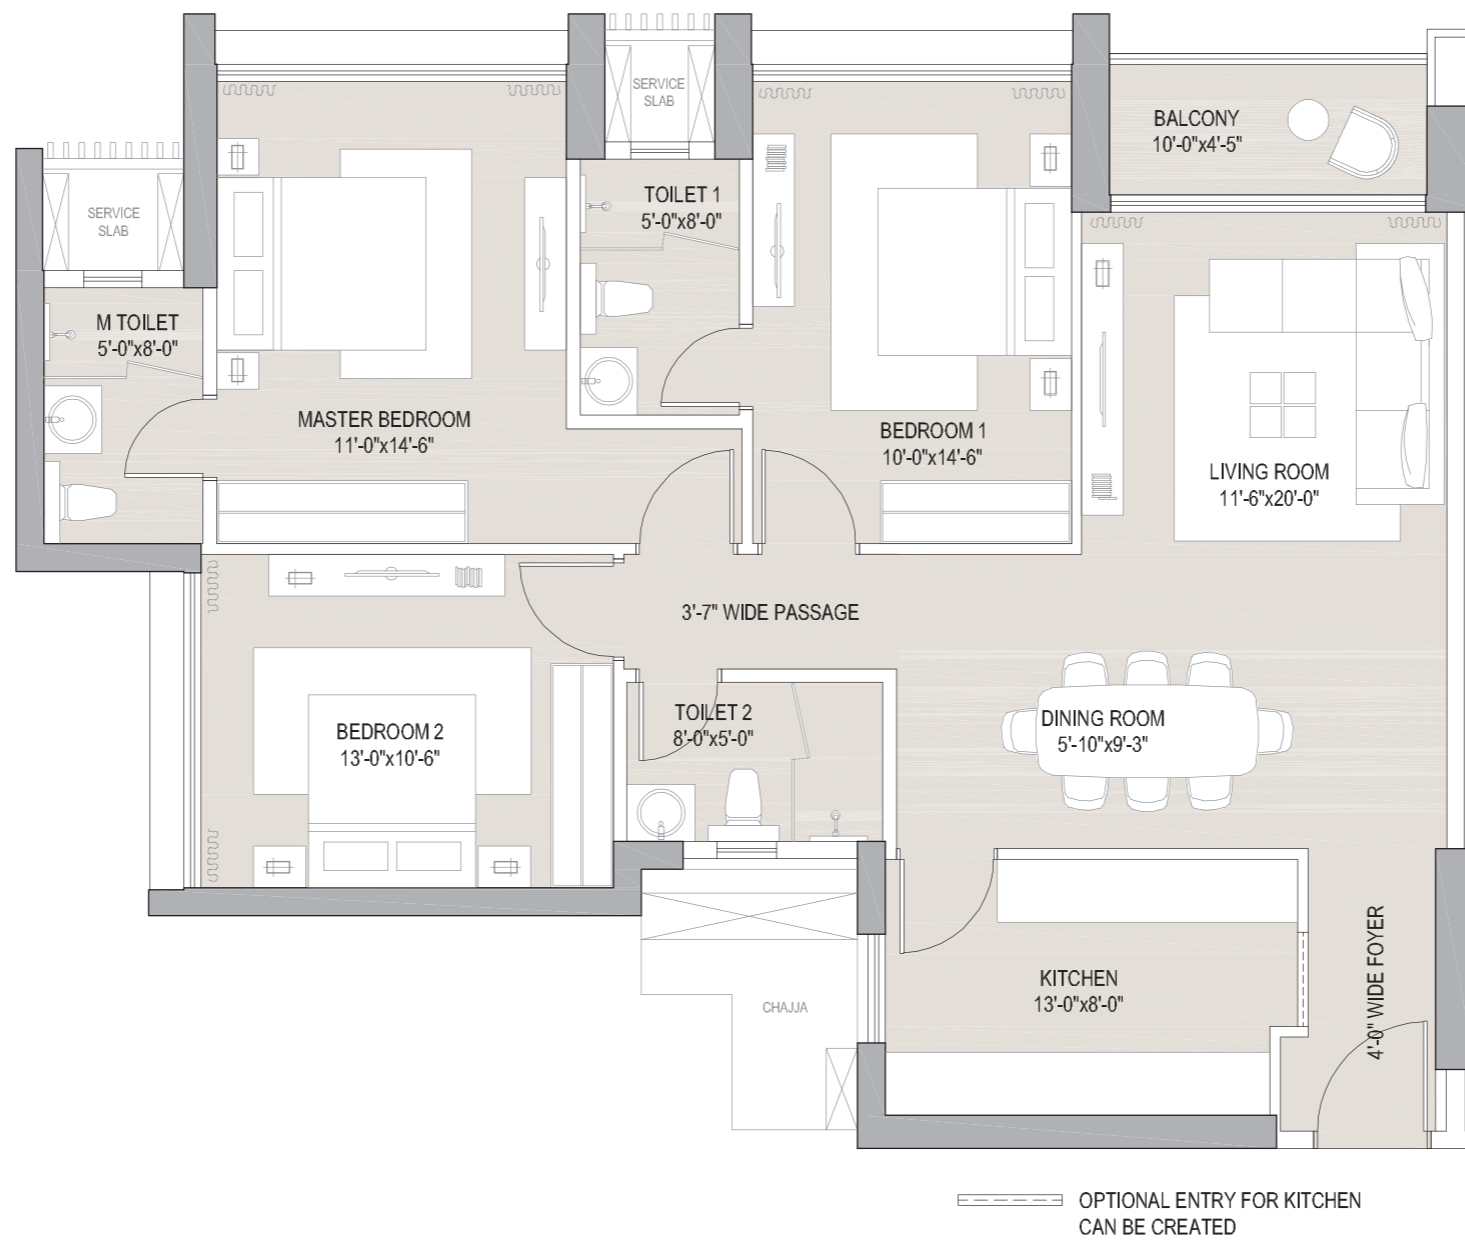 SERVICE
SLAB
BALCONY
10'-0"x4'-5"
SERVICE
SLAB
TOILET 1
5'-0"x8'-0"
M TOILET
5'-0"x8'-0"
MASTER BEDROOM
11'-0"x14'-6"
BEDROOM 1
10'-0"x14'-6"
LIVING ROOM
11'-6"x20'-0"
3'-7" WIDE PASSAGE
BEDROOM 2
13'-0"x10'-6"
TOILET 2
8'-0"x5'-0"
DINING ROOM
5'-10"x9'-3"
KITCHEN
13'-0"x8'-0"
4'-0" WIDE FOYER
CHAJJA
OPTIONAL ENTRY FOR KITCHEN
CAN BE CREATED